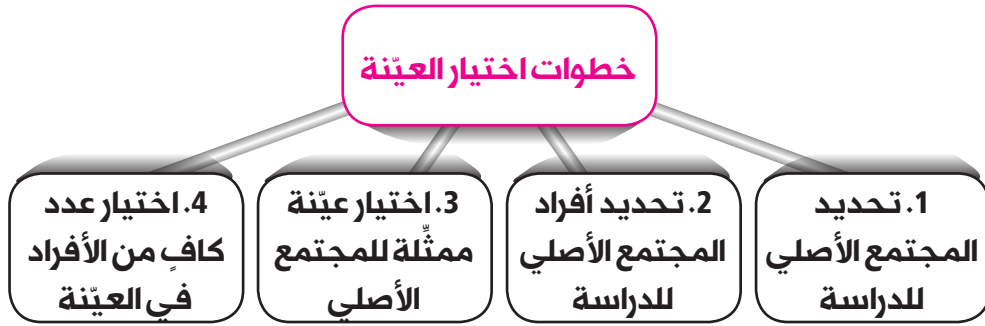 خطوات اختيار العيّنة
1. تحديد
المجتمع الأصلي
للدراسة
2. تحديد أفراد
المجتمع الأصلي
للدراسة
3. اختيار عيّنة
ممثِّلة للمجتمع
الأصلي
4. اختيار عدد
كافٍ من الأفراد
في العيّنة